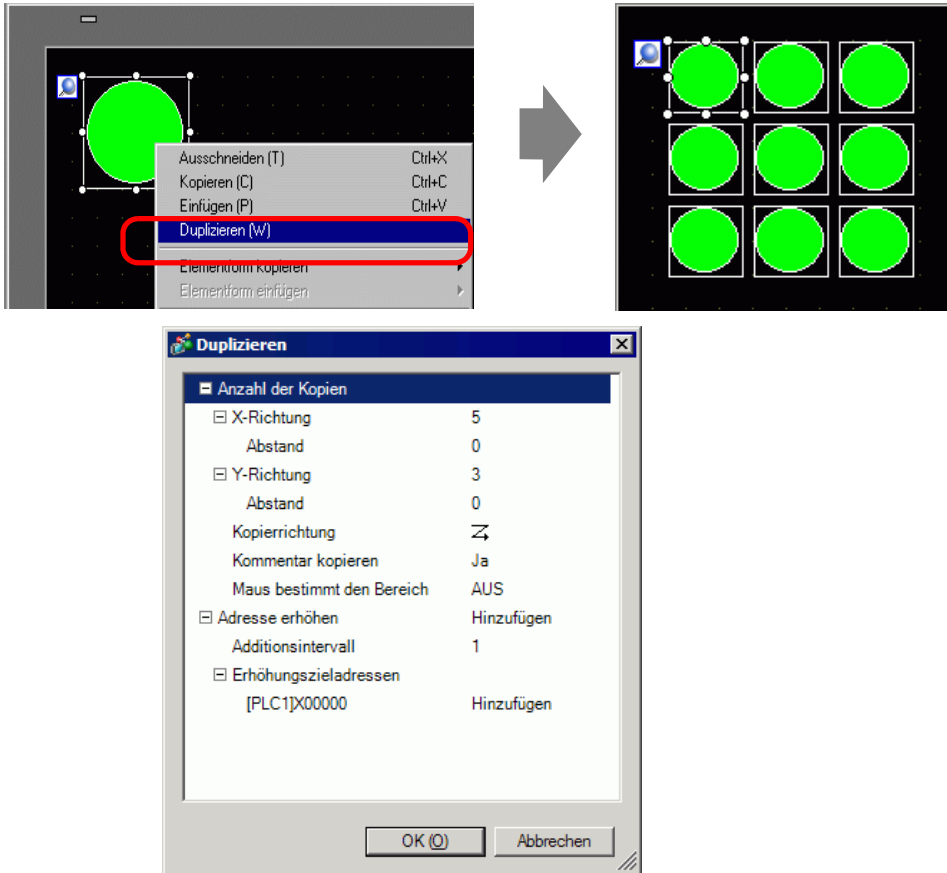 Ausschneiden (T) Ctrl+X
Kopieren (C) Ctrl+C
Einfügen (P) Ctrl+V
Duplizieren (W)
Elementform kopieren
Elementform einfügen
Duplizieren
Anzahl der Kopien
X-Richtung 5
Abstand 0
Y-Richtung 3
Abstand 0
Kopierrichtung
Kommentar kopieren Ja
Maus bestimmt den Bereich AUS
Adresse erhöhen Hinzufügen
Additionsintervall 1
Erhöhungszieladressen
[PLC1]X00000 Hinzufügen
OK (O) Abbrechen